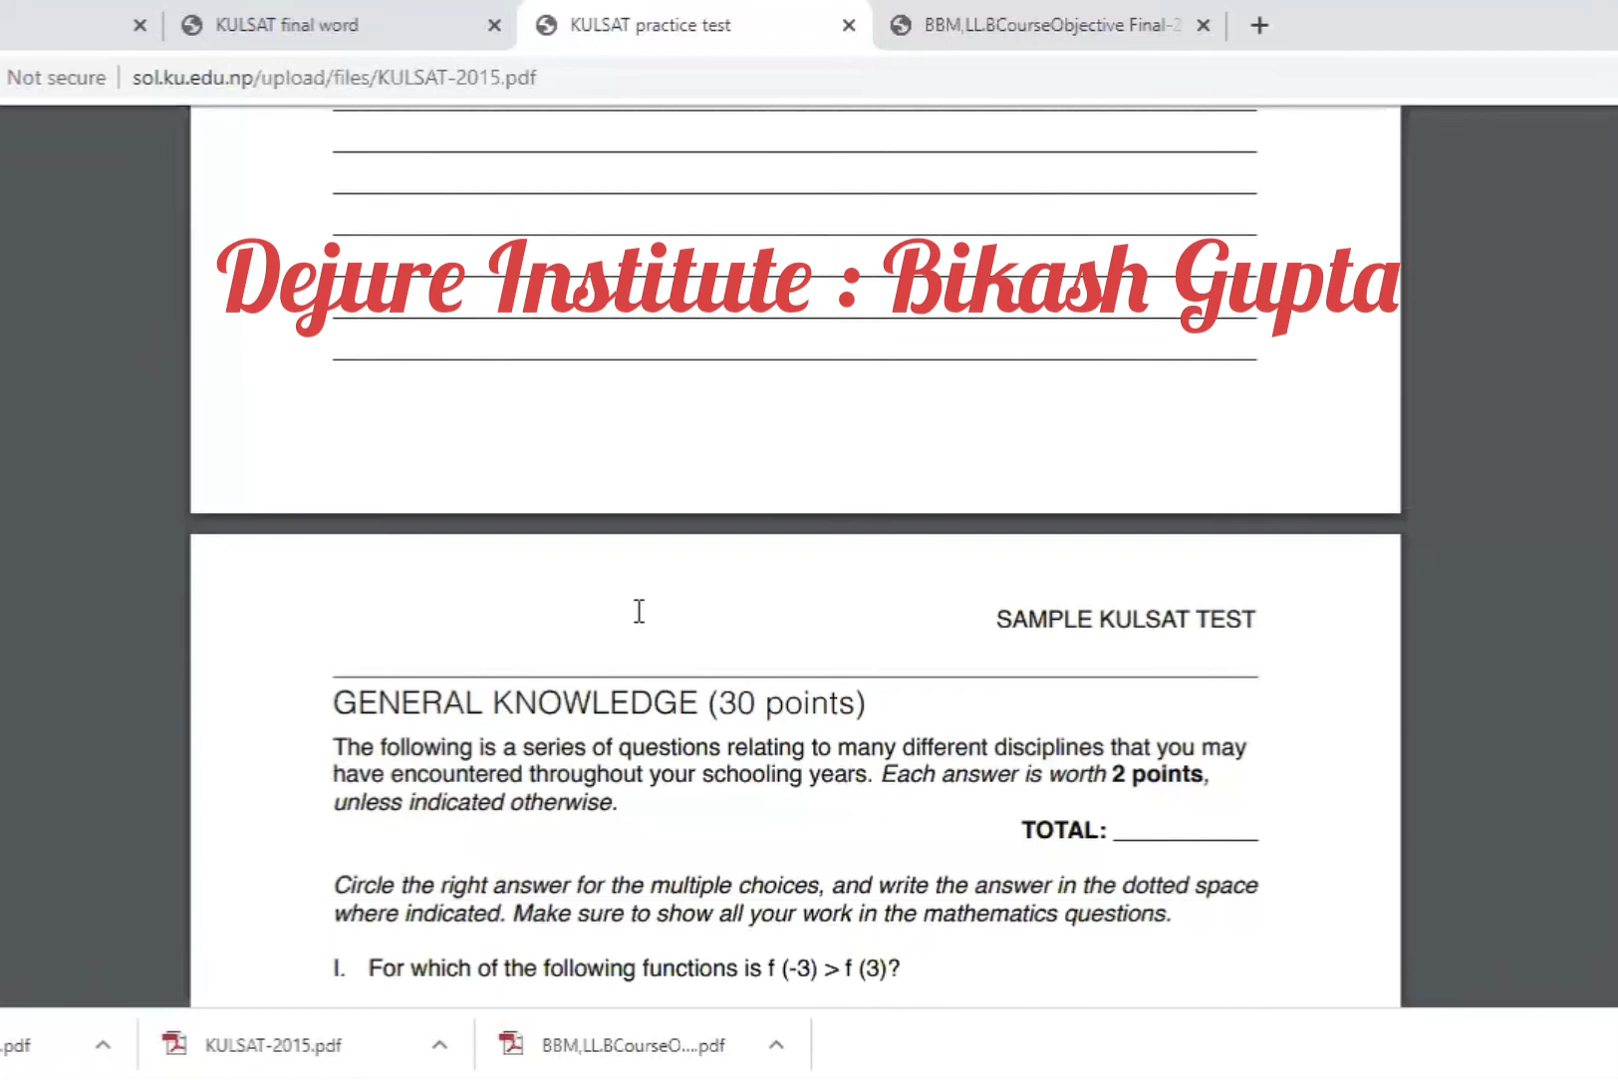 KULSAT final word
KULSAT practice test
BBM,LL.BCourseObjective Final-2
Not secure | sol.ku.edu.np/upload/files/KULSAT-2015.pdf
Dejure Institute : Bikash Gupta
SAMPLE KULSAT TEST
GENERAL KNOWLEDGE (30 points)
The following is a series of questions relating to many different disciplines that you may
have encountered throughout your schooling years. Each answer is worth 2 points,
unless indicated otherwise.
TOTAL:
Circle the right answer for the multiple choices, and write the answer in the dotted space
where indicated. Make sure to show all your work in the mathematics questions.
I. For which of the following functions is f (-3) > f (3)?
.pdf
KULSAT-2015.pdf
BBM,LL.BCourseO....pdf